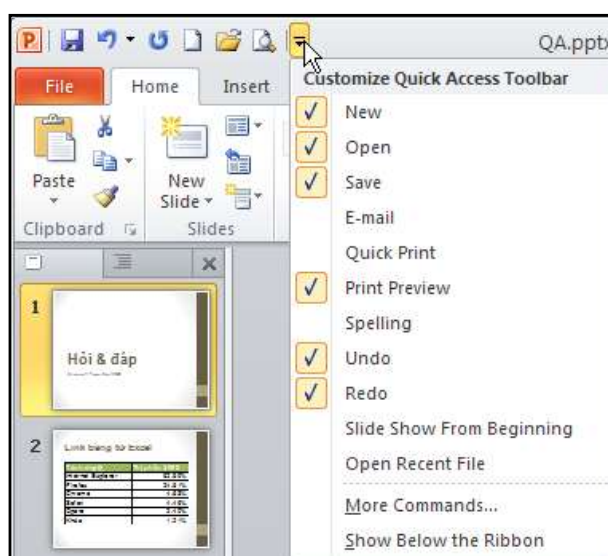 QA.pptx
File Home Insert
Customize Quick Access Toolbar
New
Open
Save
E-mail
Quick Print
Print Preview
Spelling
Undo
Redo
Slide Show From Beginning
Open Recent File
More Commands...
Show Below the Ribbon
Paste
New
Slide
Clipboard
Slides
1
Hỏi & đáp
2
Link bảng từ Excel